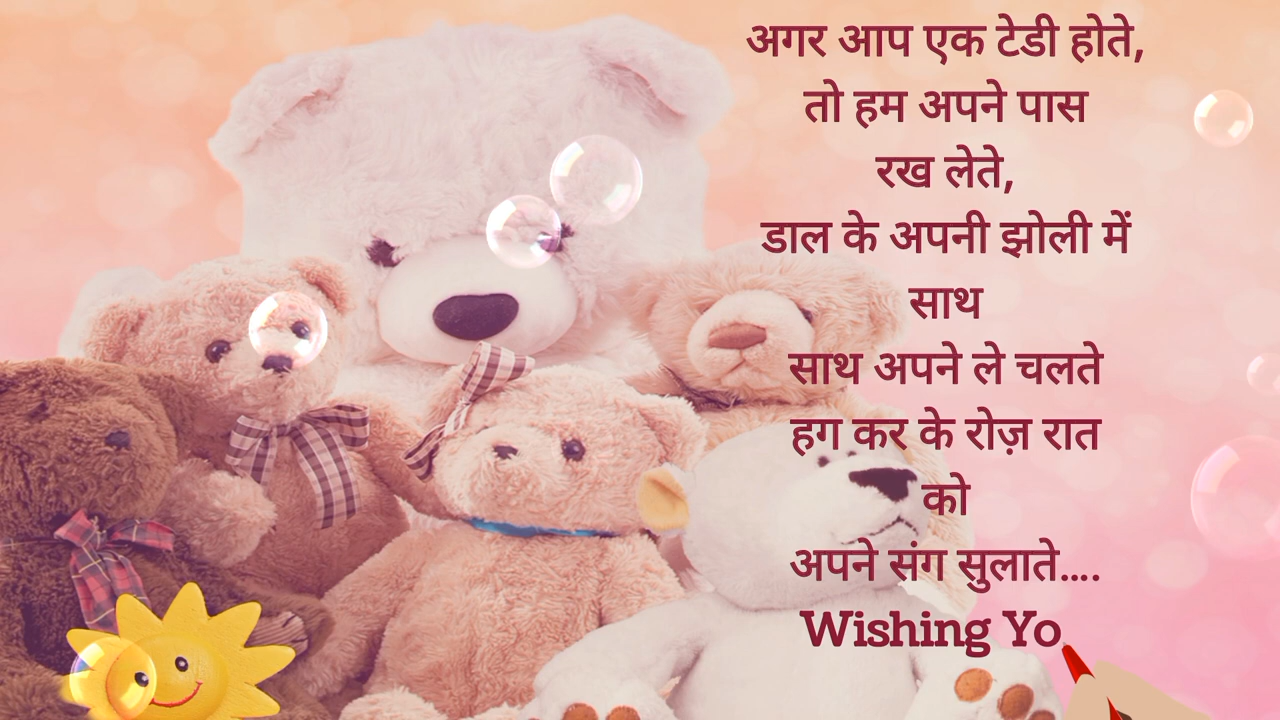 अगर आप एक टेडी होते,
तो हम अपने पास
रख लेते,
डाल के अपनी झोली में
साथ
साथ अपने ले चलते
हग कर के रोज़ रात
को
अपने संग सुलाते....
Wishing Yo